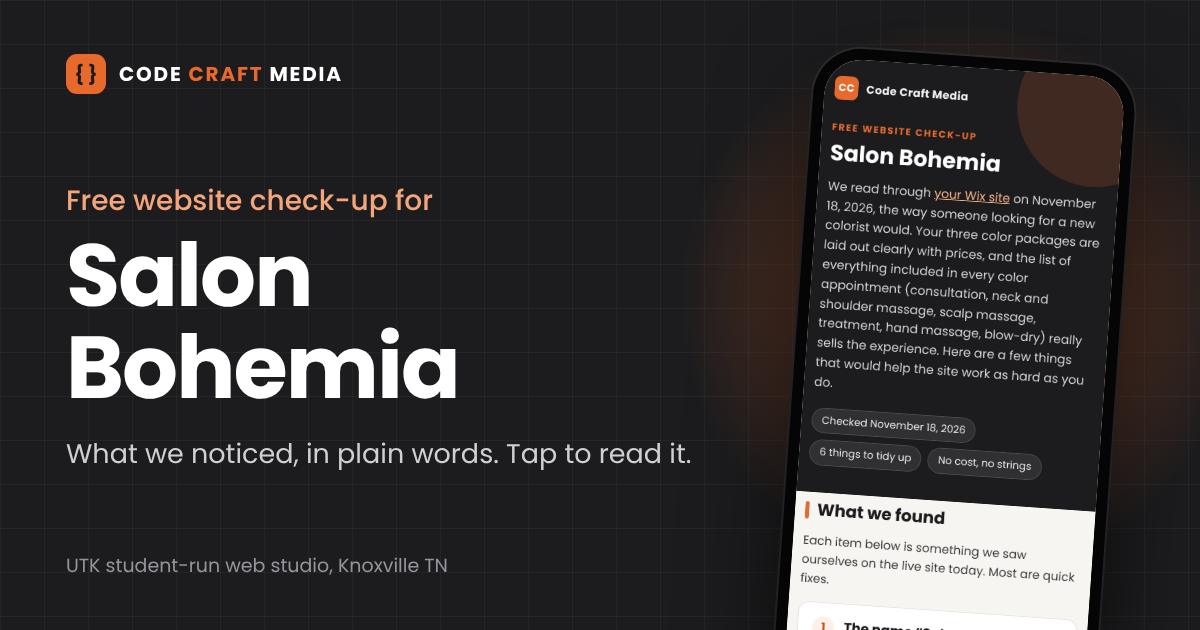 { } CODE CRAFT MEDIA
Free website check-up for
Salon
Bohemia
What we noticed, in plain words. Tap to read it.
UTK student-run web studio, Knoxville TN
CC Code Craft Media
FREE WEBSITE CHECK-UP
Salon Bohemia
We read through your Wix site on November
18, 2026, the way someone looking for a new
colorist would. Your three color packages are
laid out clearly with prices, and the list of
everything included in every color
appointment (consultation, neck and
shoulder massage, scalp massage,
treatment, hand massage, blow-dry) really
sells the experience. Here are a few things
that would help the site work as hard as you
do.
Checked November 18, 2026
6 things to tidy up
No cost, no strings
What we found
Each item below is something we saw
ourselves on the live site today. Most are quick
fixes.
1 The name